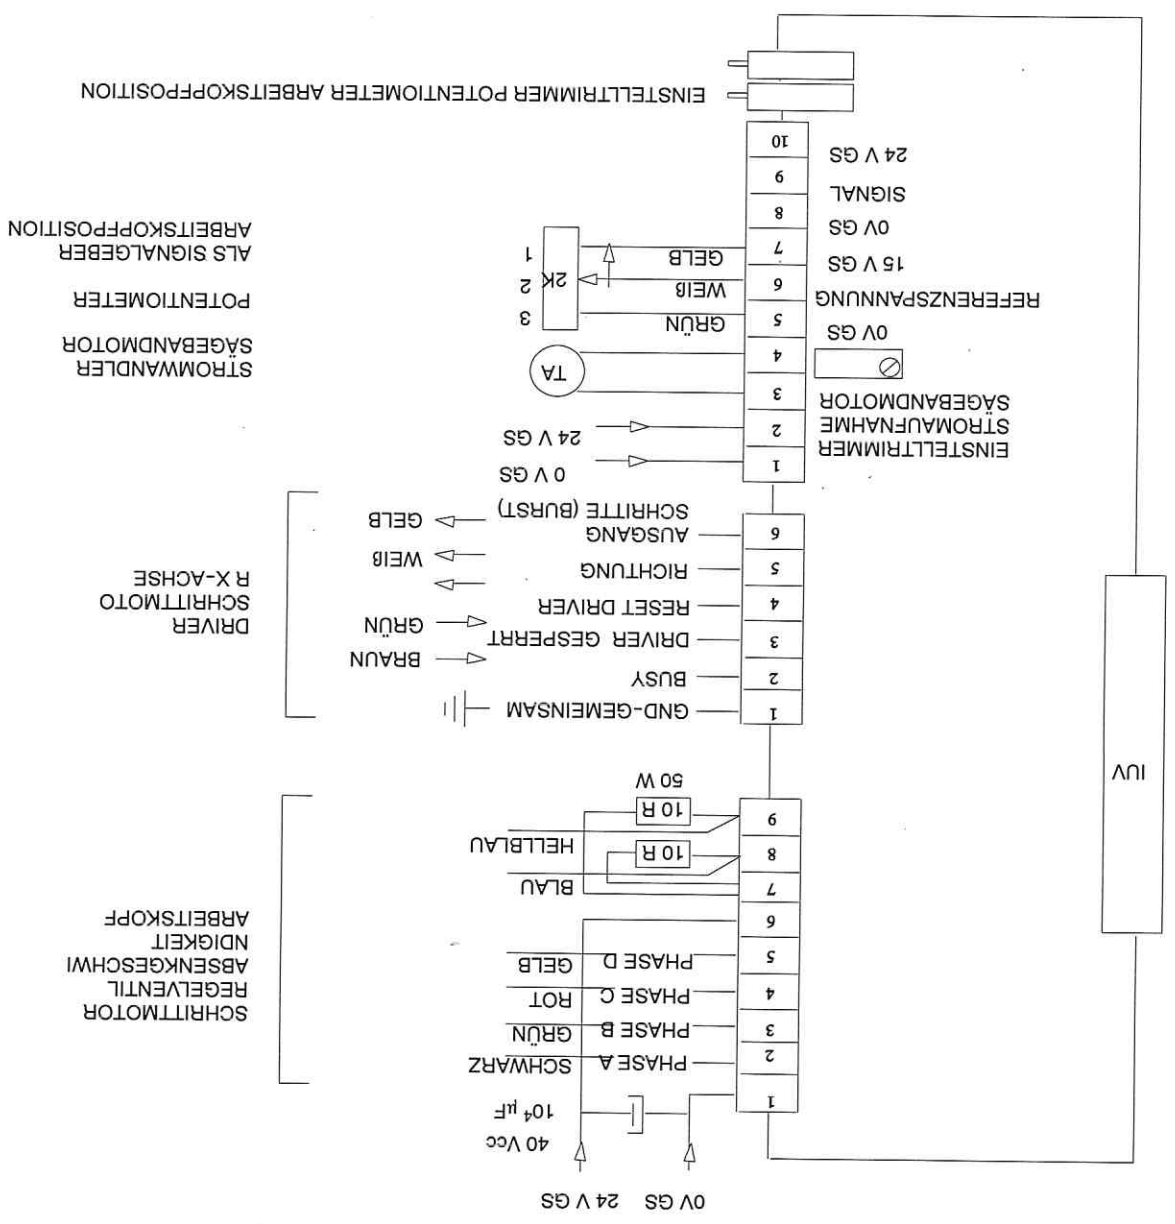 0V GS 24 V GS
40 Vcc
10⁴ µF
1
2 PHASE A SCHWARZ
3 PHASE B GRÜN
4 PHASE C ROT
5 PHASE D GELB
6
7 BLAU
8 10 R
HELLBLAU
9 10 R
50 W
SCHRITTMOTOR
REGELVENTIL
ABSENKGESCHWI
NDIGKEIT
ARBEITSKOPF
IUV
1 GND-GEMEINSAM
2 BUSY
3 DRIVER GESPERRT
BRAUN
4 RESET DRIVER
GRÜN
5 RICHTUNG
WEIß
6 AUSGANG
SCHRITTE (BURST)
GELB
DRIVER
SCHRITTMOTO
R X-ACHSE
1 0 V GS
2 24 V GS
EINSTELLTRIMMER
STROMAUFNAHME
SÄGEBANDMOTOR
3
4
TA
STROMWANDLER
SÄGEBANDMOTOR
0V GS
5 GRÜN 3
REFERENZSPANNUNG
6 WEIß 2K 2
15 V GS
7 GELB 1
POTENTIOMETER
ALS SIGNALGEBER
ARBEITSKOPFPOSITION
0V GS
8
SIGNAL
9
24 V GS
10
EINSTELLTRIMMER POTENTIOMETER ARBEITSKOPFPOSITION